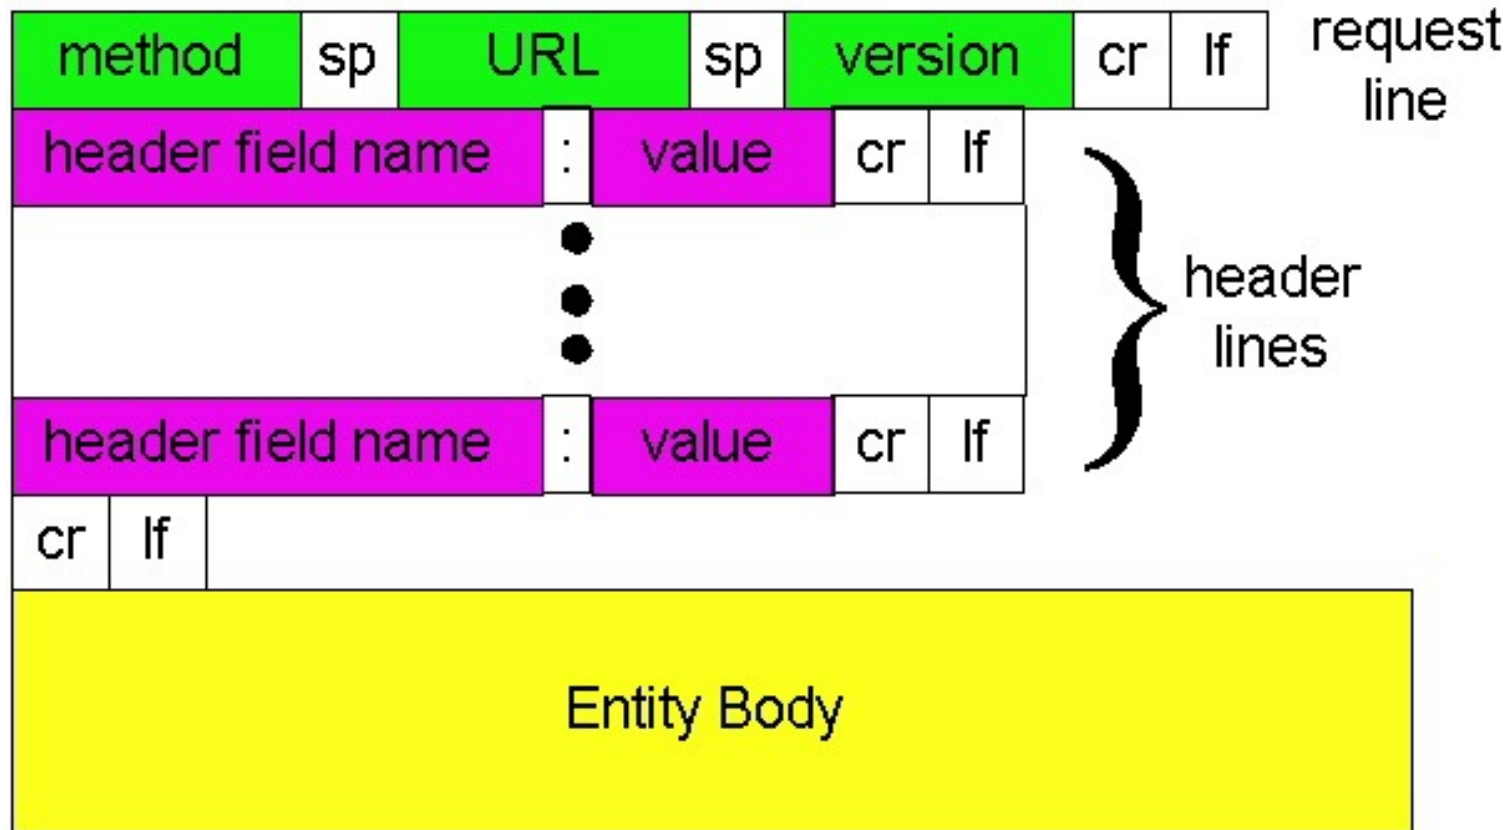 method sp URL sp version cr lf
request
line
header field name : value cr lf
header
lines
header field name : value cr lf
cr lf
Entity Body